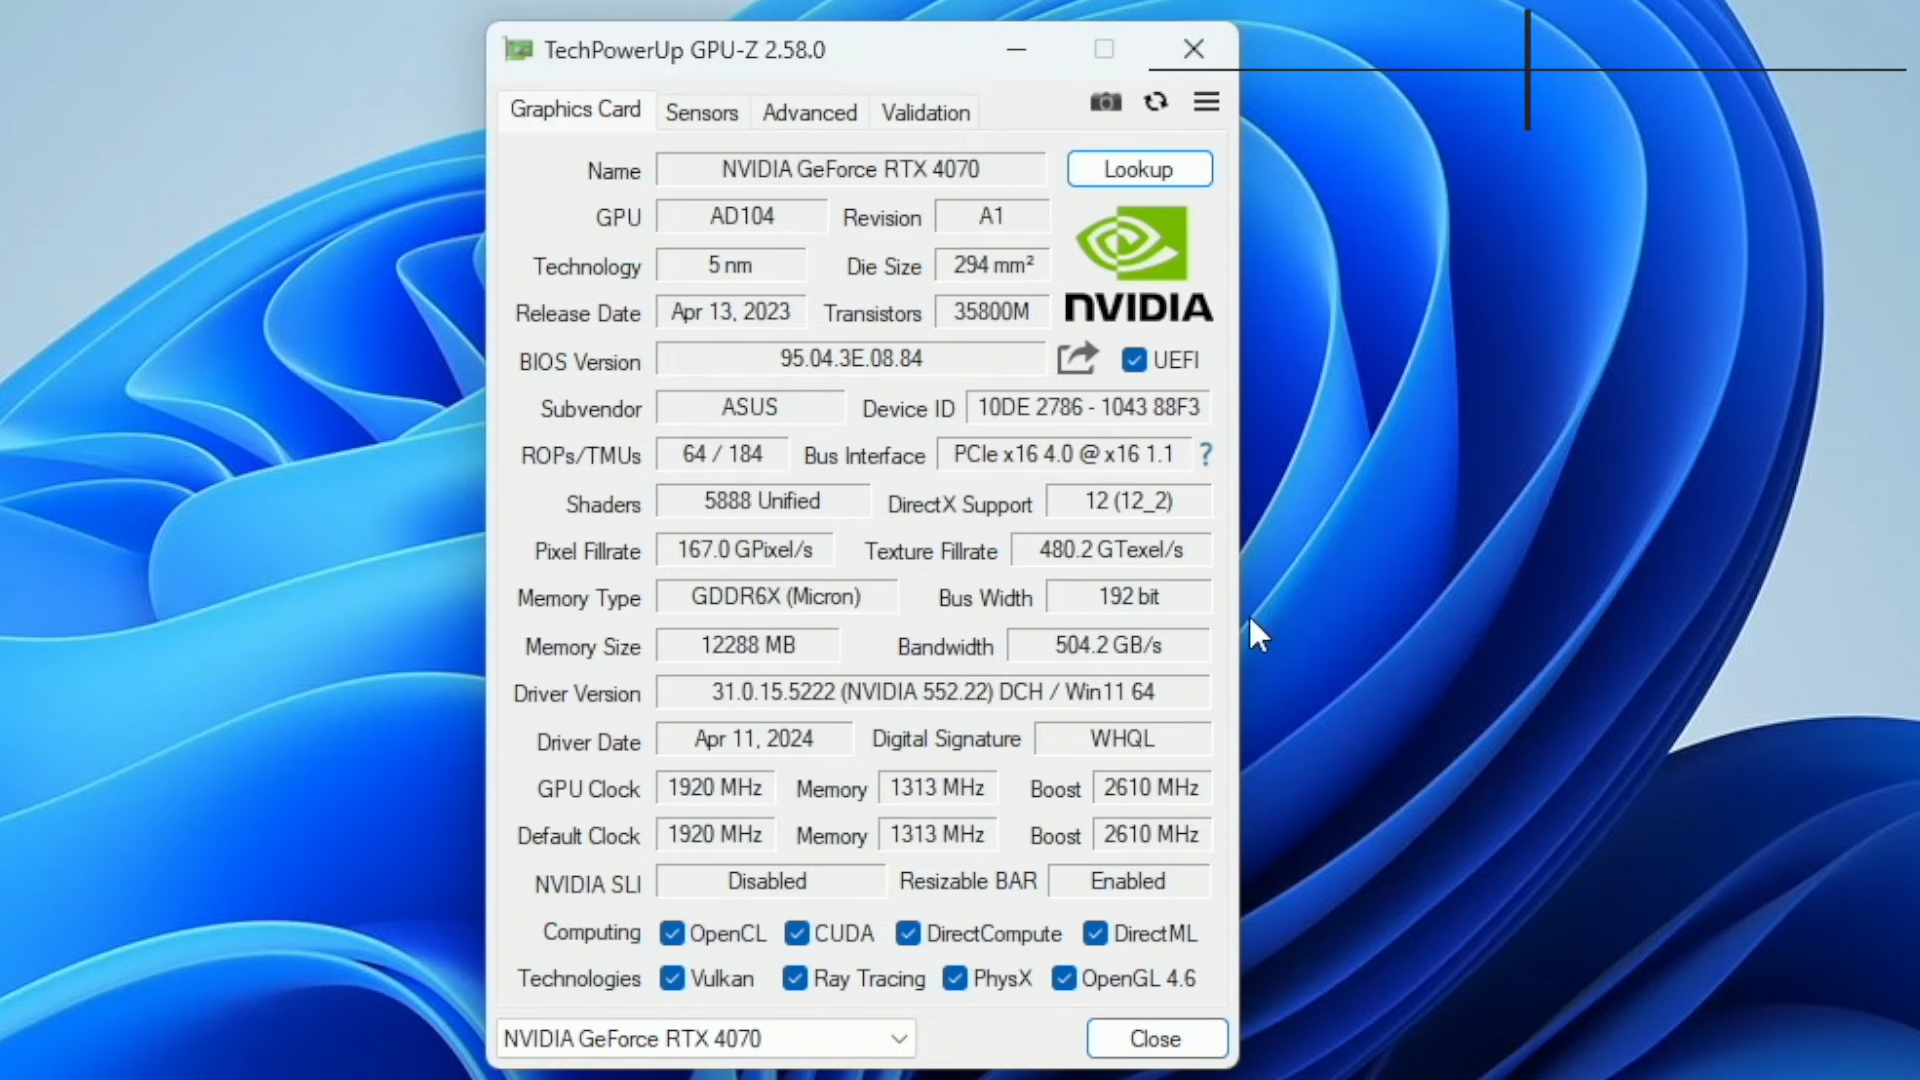 TechPowerUp GPU-Z 2.58.0
Graphics Card Sensors Advanced Validation
Name NVIDIA GeForce RTX 4070 Lookup
GPU AD104 Revision A1
Technology 5 nm Die Size 294 mm²
Release Date Apr 13, 2023 Transistors 35800M
NVIDIA
BIOS Version 95.04.3E.08.84 UEFI
Subvendor ASUS Device ID 10DE 2786 - 1043 88F3
ROPs/TMUs 64 / 184 Bus Interface PCIe x16 4.0 @ x16 1.1 ?
Shaders 5888 Unified DirectX Support 12 (12_2)
Pixel Fillrate 167.0 GPixel/s Texture Fillrate 480.2 GTexel/s
Memory Type GDDR6X (Micron) Bus Width 192 bit
Memory Size 12288 MB Bandwidth 504.2 GB/s
Driver Version 31.0.15.5222 (NVIDIA 552.22) DCH / Win11 64
Driver Date Apr 11, 2024 Digital Signature WHQL
GPU Clock 1920 MHz Memory 1313 MHz Boost 2610 MHz
Default Clock 1920 MHz Memory 1313 MHz Boost 2610 MHz
NVIDIA SLI Disabled Resizable BAR Enabled
Computing OpenCL CUDA DirectCompute DirectML
Technologies Vulkan Ray Tracing PhysX OpenGL 4.6
NVIDIA GeForce RTX 4070 Close